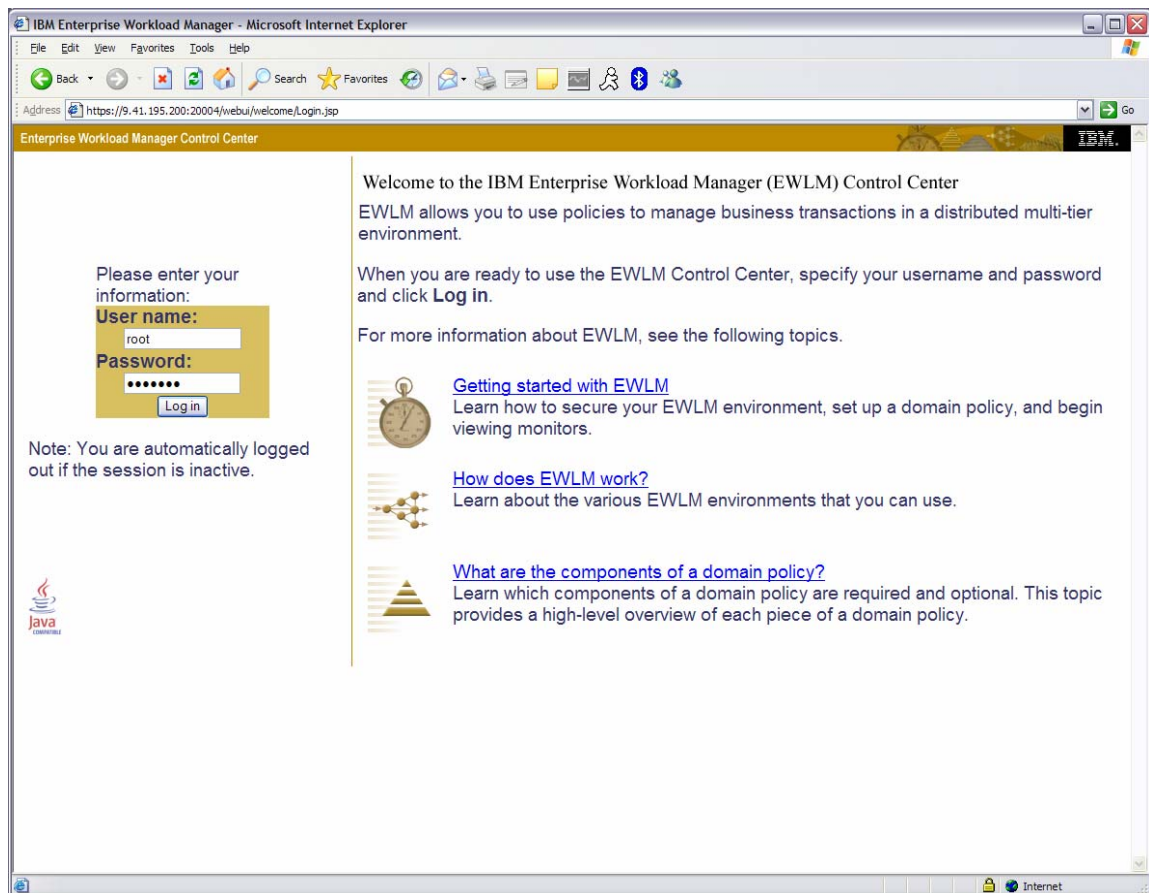 IBM Enterprise Workload Manager - Microsoft Internet Explorer
File Edit View Favorites Tools Help
Back Search Favorites
Address https://9.41.195.200:20004/webui/welcome/Login.jsp Go
Enterprise Workload Manager Control Center IBM.
Please enter your
information:
User name:
root
Password:
•••••••
Log in
Note: You are automatically logged
out if the session is inactive.
Java
COMPATIBLE
Welcome to the IBM Enterprise Workload Manager (EWLM) Control Center
EWLM allows you to use policies to manage business transactions in a distributed multi-tier
environment.
When you are ready to use the EWLM Control Center, specify your username and password
and click Log in.
For more information about EWLM, see the following topics.
Getting started with EWLM
Learn how to secure your EWLM environment, set up a domain policy, and begin
viewing monitors.
How does EWLM work?
Learn about the various EWLM environments that you can use.
What are the components of a domain policy?
Learn which components of a domain policy are required and optional. This topic
provides a high-level overview of each piece of a domain policy.
Internet